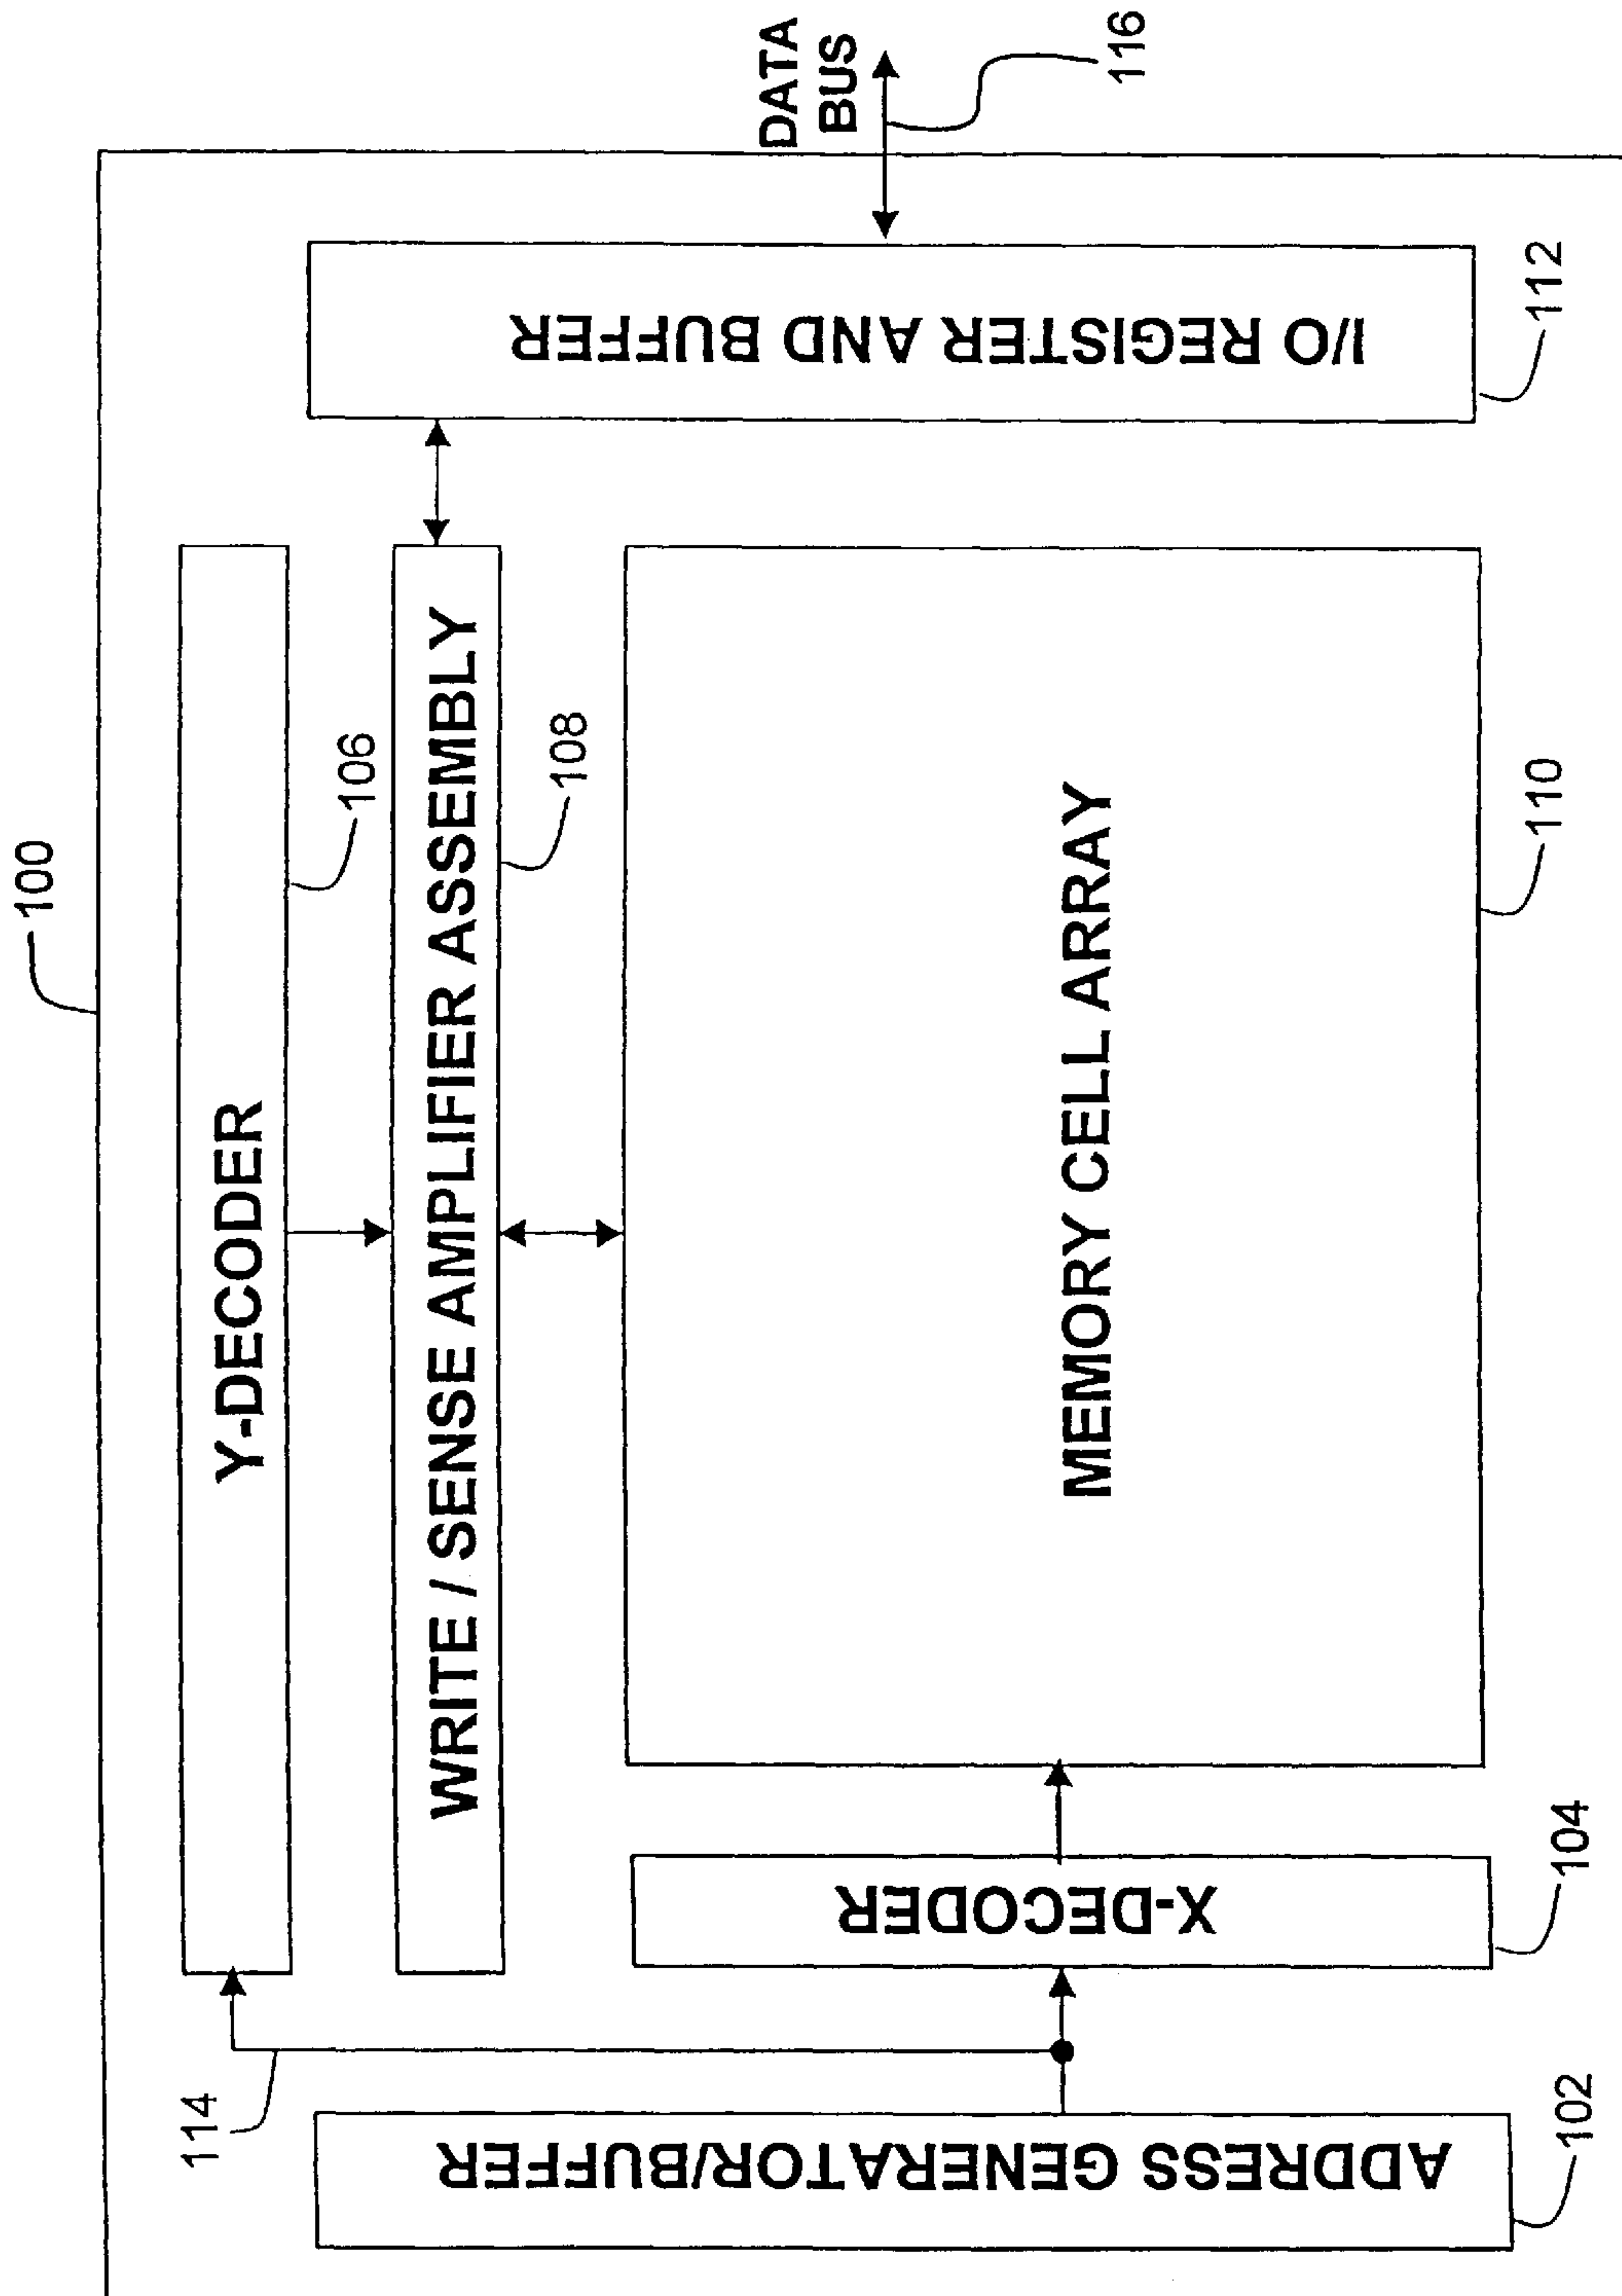 100
Y-DECODER
106
WRITE / SENSE AMPLIFIER ASSEMBLY
108
MEMORY CELL ARRAY
110
X-DECODER
104
ADDRESS GENERATOR/BUFFER
102
114
I/O REGISTER AND BUFFER
112
DATA
BUS
116